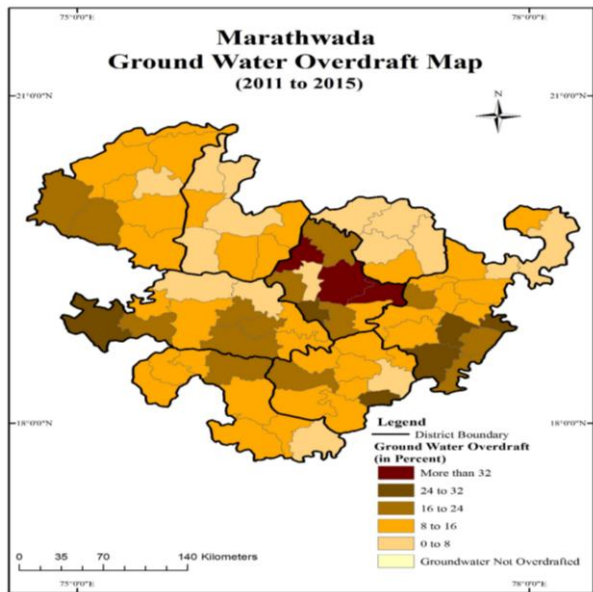 75°0'0"E
78°0'0"E
Marathwada
Ground Water Overdraft Map
(2011 to 2015)
21°0'0"N
21°0'0"N
N
18°0'0"N
18°0'0"N
Legend
District Boundary
Ground Water Overdraft
(in Percent)
More than 32
24 to 32
16 to 24
8 to 16
0 to 8
Groundwater Not Overdrafted
0 35 70 140 Kilometers
75°0'0"E
78°0'0"E